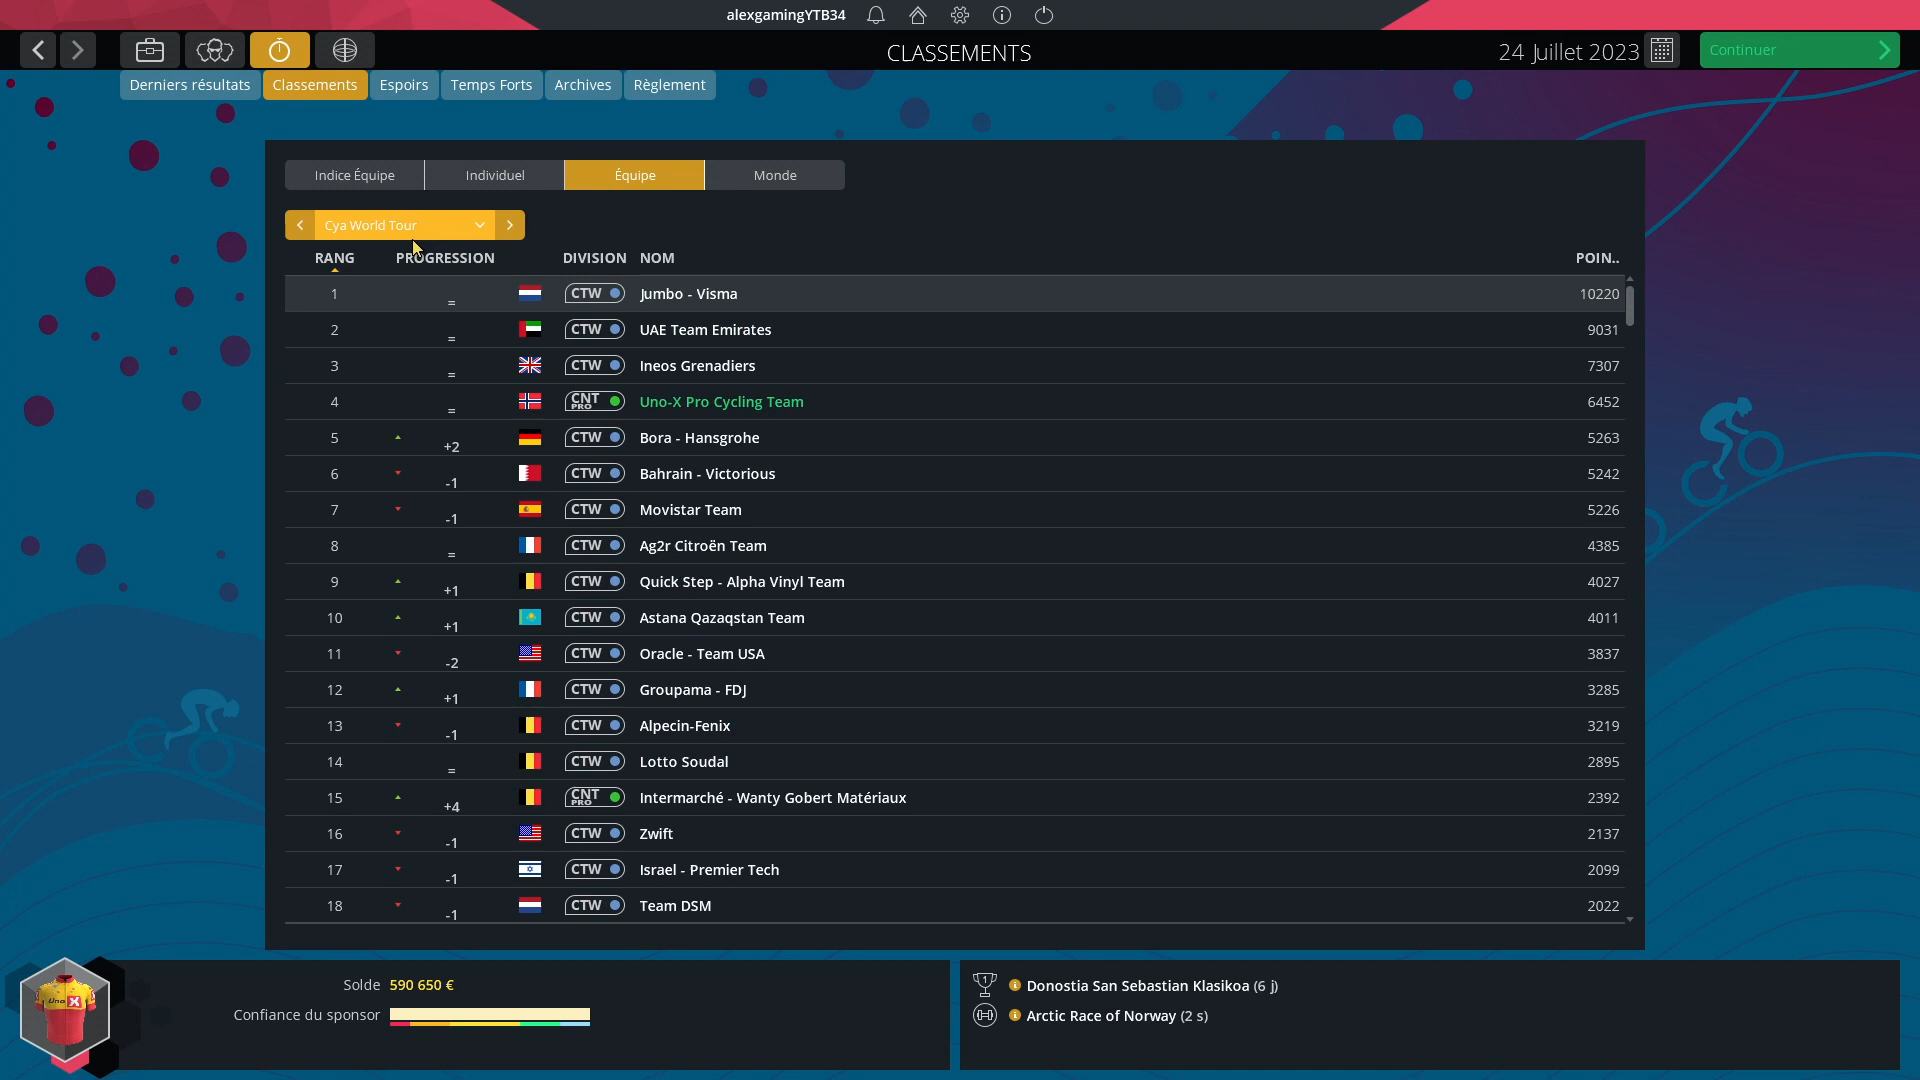 alexgamingYTB34
CLASSEMENTS
24 Juillet 2023
Continuer
Derniers résultats Classements Espoirs Temps Forts Archives Règlement
Indice Équipe Individuel Équipe Monde
Cya World Tour
RANG PROGRESSION DIVISION NOM POIN..
1 = CTW Jumbo - Visma 10220
2 = CTW UAE Team Emirates 9031
3 = CTW Ineos Grenadiers 7307
4 = CNT PRO Uno-X Pro Cycling Team 6452
5 +2 CTW Bora - Hansgrohe 5263
6 -1 CTW Bahrain - Victorious 5242
7 -1 CTW Movistar Team 5226
8 = CTW Ag2r Citroën Team 4385
9 +1 CTW Quick Step - Alpha Vinyl Team 4027
10 +1 CTW Astana Qazaqstan Team 4011
11 -2 CTW Oracle - Team USA 3837
12 +1 CTW Groupama - FDJ 3285
13 -1 CTW Alpecin-Fenix 3219
14 = CTW Lotto Soudal 2895
15 +4 CNT PRO Intermarché - Wanty Gobert Matériaux 2392
16 -1 CTW Zwift 2137
17 -1 CTW Israel - Premier Tech 2099
18 -1 CTW Team DSM 2022
Uno X
Solde 590 650 €
Confiance du sponsor
1 Donostia San Sebastian Klasikoa (6 j)
Arctic Race of Norway (2 s)